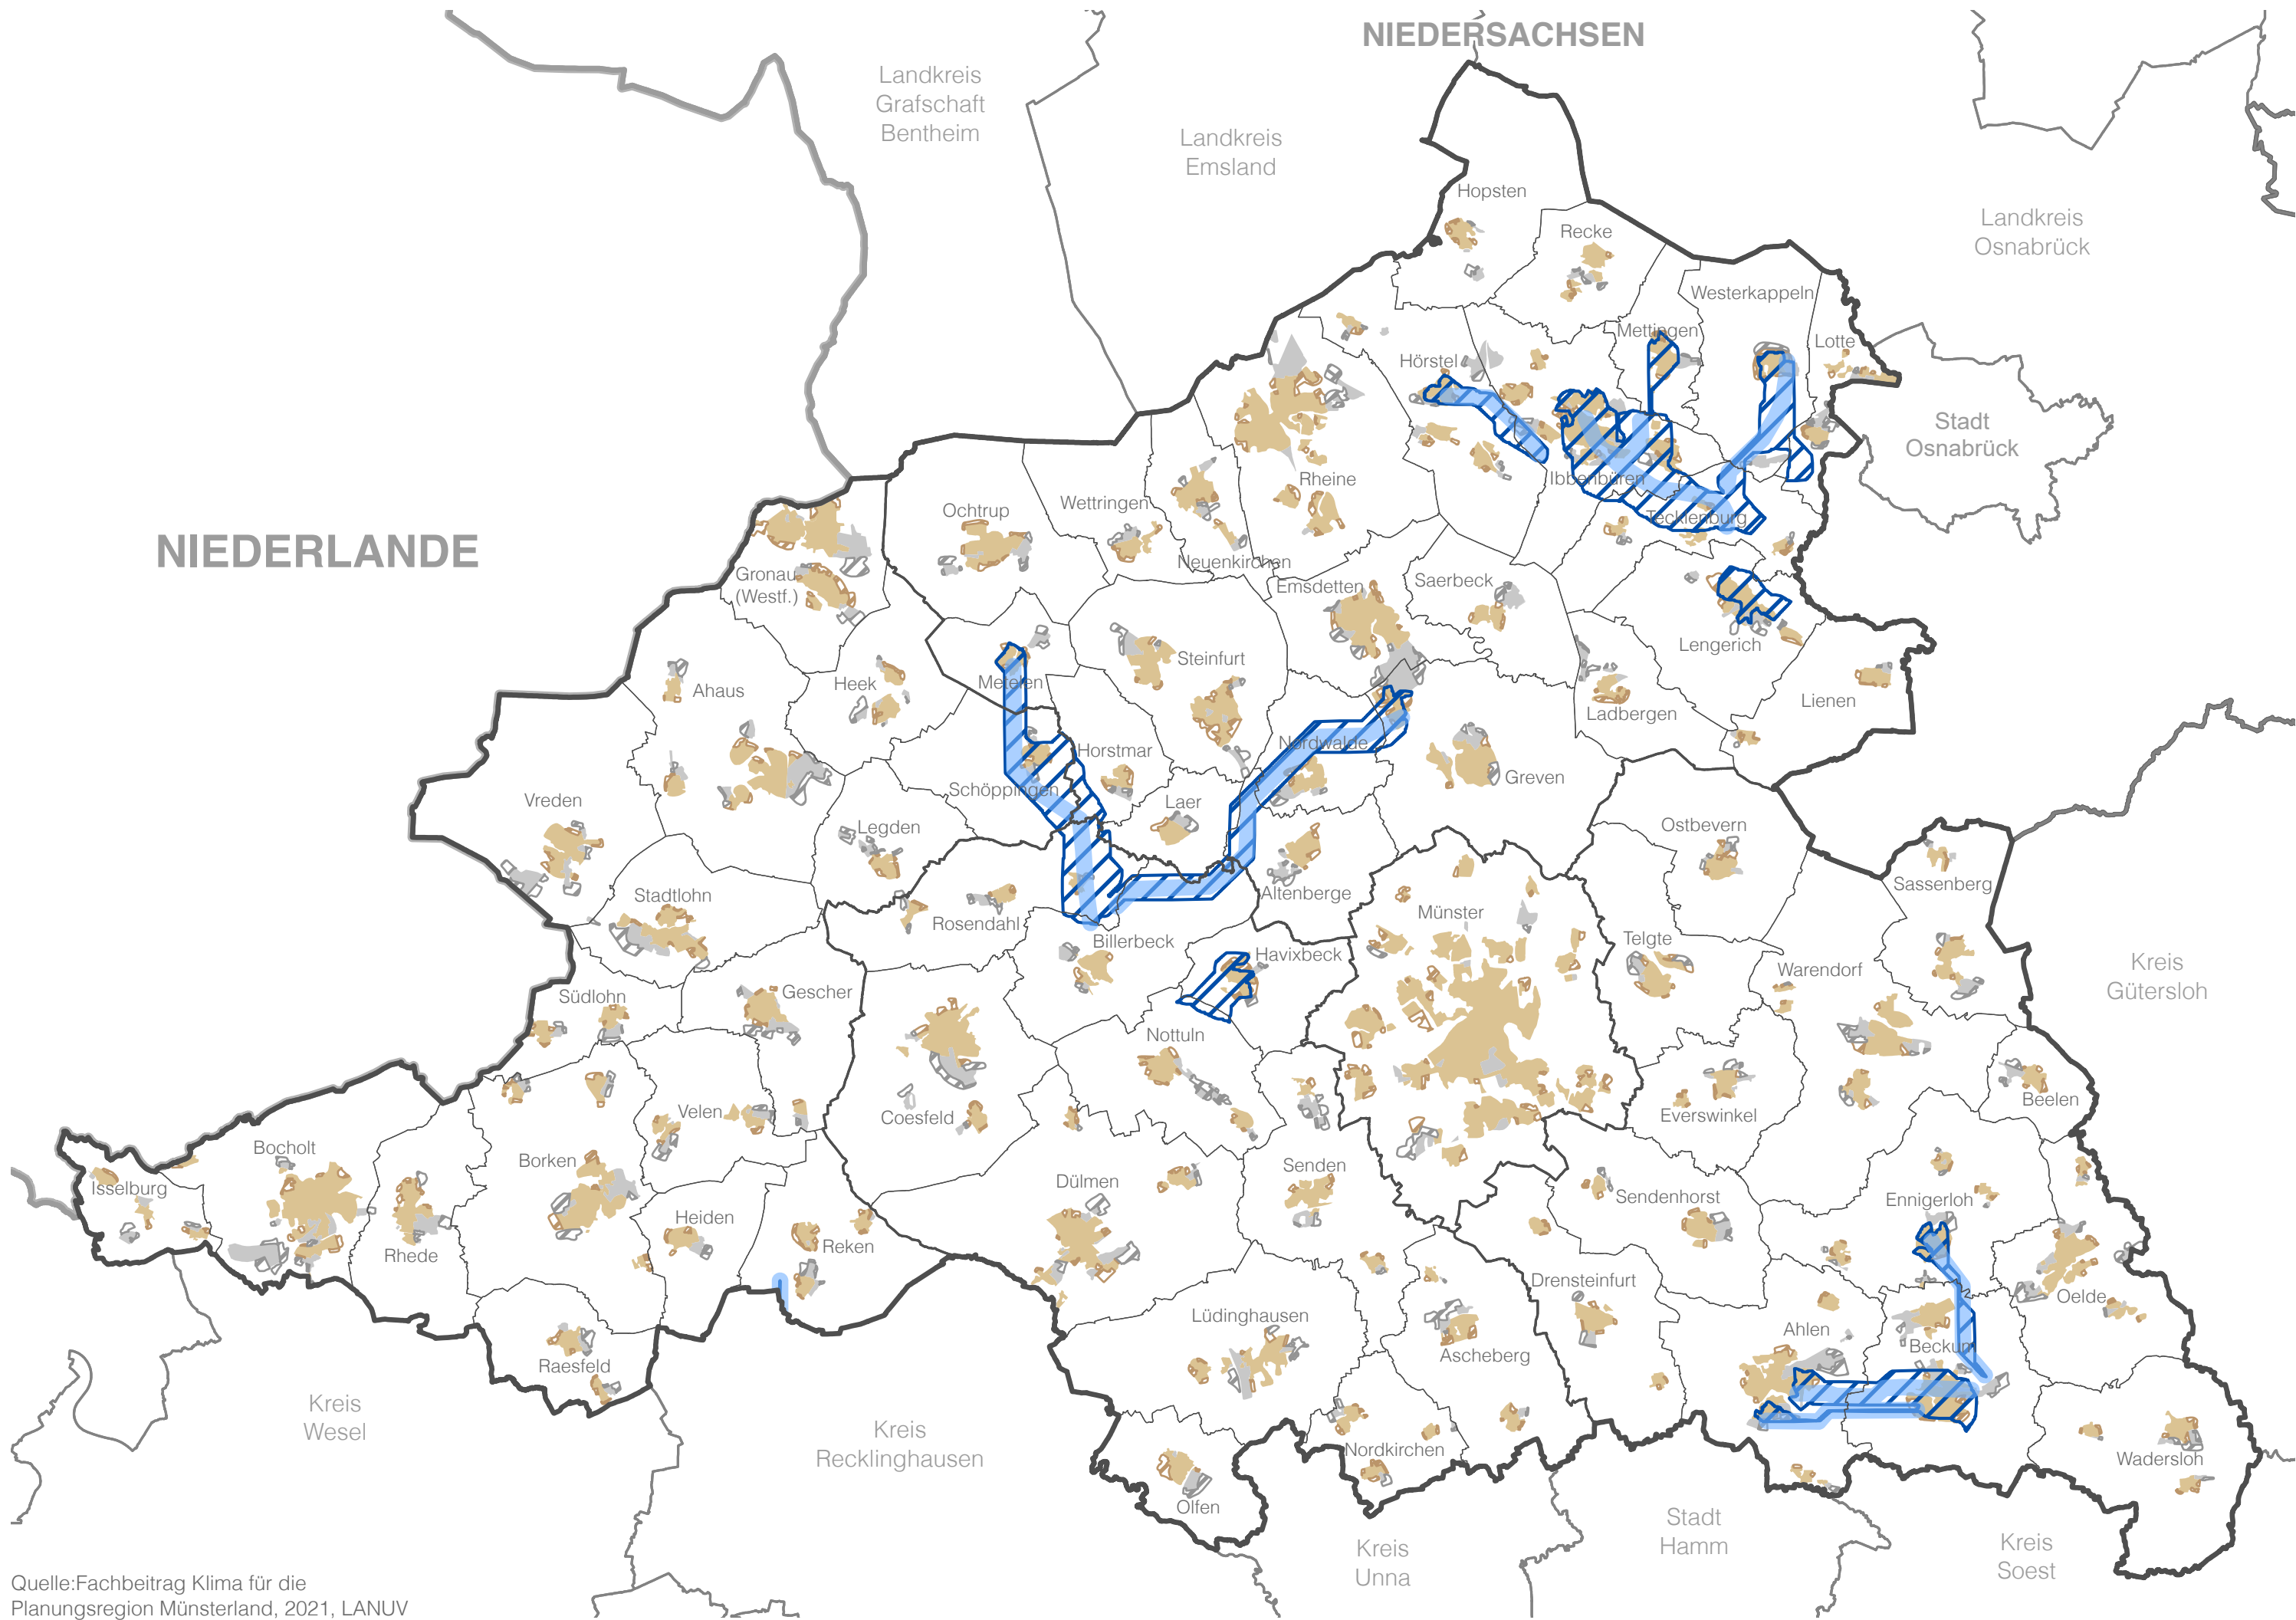 NIEDERSACHSEN
Landkreis
Grafschaft
Bentheim
Landkreis
Emsland
Hopsten
Recke
Landkreis
Osnabrück
Westerkappeln
Mettingen
Lotte
Hörstel
Stadt
Osnabrück
Ibbenbüren
Rheine
Wettringen
Ochtrup
Tecklenburg
NIEDERLANDE
Neuenkirchen
Gronau
(Westf.)
Emsdetten
Saerbeck
Lengerich
Steinfurt
Metelen
Heek
Ahaus
Lienen
Ladbergen
Nordwalde
Horstmar
Greven
Schöppingen
Vreden
Laer
Legden
Ostbevern
Sassenberg
Altenberge
Stadtlohn
Rosendahl
Münster
Telgte
Billerbeck
Havixbeck
Warendorf
Kreis
Gütersloh
Gescher
Südlohn
Nottuln
Beelen
Velen
Coesfeld
Everswinkel
Bocholt
Borken
Isselburg
Dülmen
Senden
Sendenhorst
Ennigerloh
Heiden
Reken
Rhede
Drensteinfurt
Oelde
Lüdinghausen
Ahlen
Beckum
Ascheberg
Raesfeld
Kreis
Wesel
Kreis
Recklinghausen
Nordkirchen
Wadersloh
Olfen
Stadt
Hamm
Kreis
Unna
Kreis
Soest
Quelle:Fachbeitrag Klima für die
Planungsregion Münsterland, 2021, LANUV